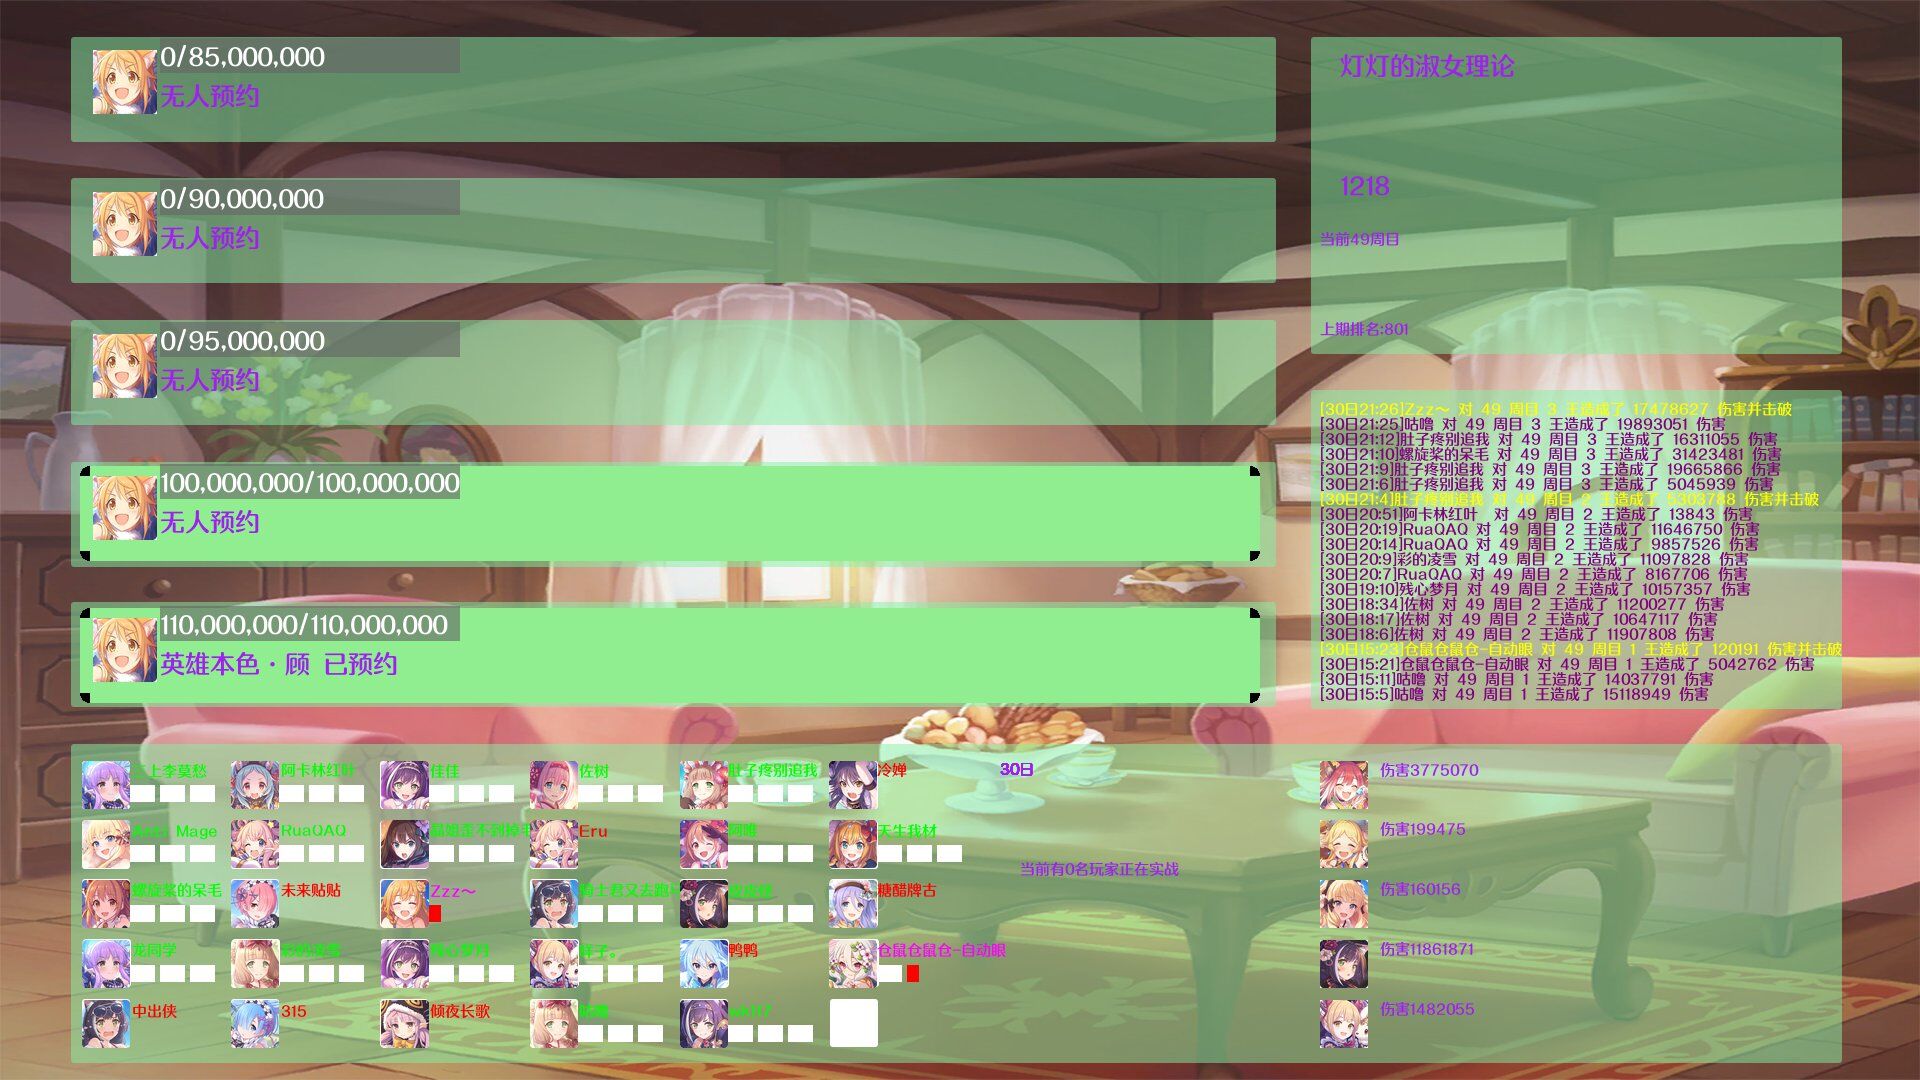 0/85,000,000
无人预约
0/90,000,000
无人预约
0/95,000,000
无人预约
100,000,000/100,000,000
无人预约
110,000,000/110,000,000
英雄本色·顾 已预约
灯灯的淑女理论
1218
当前49周目
上期排名:801
[30日21:26]Zzz～ 对 49 周目 3 王造成了 17478627 伤害并击破
[30日21:25]咕噜 对 49 周目 3 王造成了 19893051 伤害
[30日21:12]肚子疼别追我 对 49 周目 3 王造成了 16311055 伤害
[30日21:10]螺旋桨的呆毛 对 49 周目 3 王造成了 31423481 伤害
[30日21:9]肚子疼别追我 对 49 周目 3 王造成了 19665866 伤害
[30日21:6]肚子疼别追我 对 49 周目 3 王造成了 5045939 伤害
[30日21:4]肚子疼别追我 对 49 周目 2 王造成了 5303788 伤害并击破
[30日20:51]阿卡林红叶 对 49 周目 2 王造成了 13843 伤害
[30日20:19]RuaQAQ 对 49 周目 2 王造成了 11646750 伤害
[30日20:14]RuaQAQ 对 49 周目 2 王造成了 9857526 伤害
[30日20:9]彩的凌雪 对 49 周目 2 王造成了 11097828 伤害
[30日20:7]RuaQAQ 对 49 周目 2 王造成了 8167706 伤害
[30日19:10]残心梦月 对 49 周目 2 王造成了 10157357 伤害
[30日18:34]佐树 对 49 周目 2 王造成了 11200277 伤害
[30日18:17]佐树 对 49 周目 2 王造成了 10647117 伤害
[30日18:6]佐树 对 49 周目 2 王造成了 11907808 伤害
[30日15:23]仓鼠仓鼠仓-自动眼 对 49 周目 1 王造成了 120191 伤害并击破
[30日15:21]仓鼠仓鼠仓-自动眼 对 49 周目 1 王造成了 5042762 伤害
[30日15:11]咕噜 对 49 周目 1 王造成了 14037791 伤害
[30日15:5]咕噜 对 49 周目 1 王造成了 15118949 伤害
上李莫愁 阿卡林红叶 佳佳 佐树 肚子疼别追我 冷婵
30日
伤害3775070
Mage RuaQAQ 歪不到掉毛 Eru 阿唯 天生我材
伤害199475
当前有0名玩家正在实战
螺旋桨的呆毛 未来贴贴 Zzz～ 士君又去跑 糖醋牌古
伤害160156
龙同学 彩的凌雪 残心梦月 子。 鸭鸭 仓鼠仓鼠仓-自动眼
伤害11861871
中出侠 315 倾夜长歌 咕噜
伤害1482055